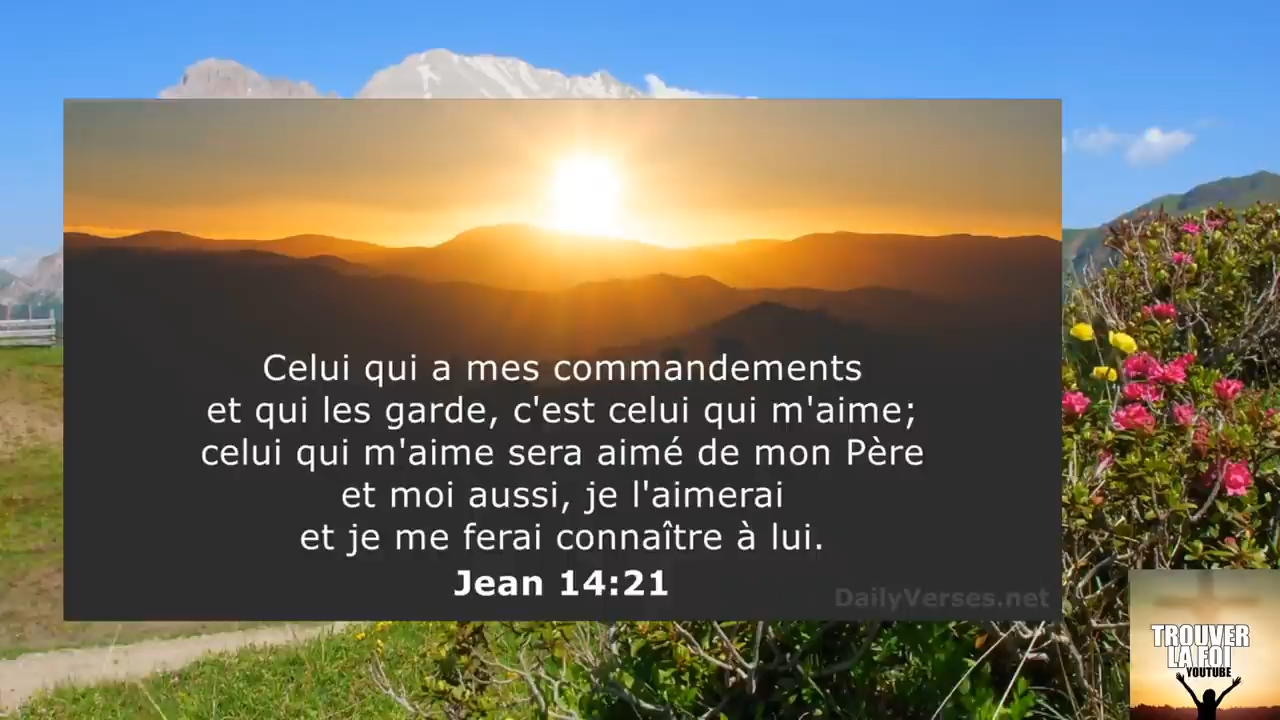 Celui qui a mes commandements
et qui les garde, c'est celui qui m'aime;
celui qui m'aime sera aimé de mon Père
et moi aussi, je l'aimerai
et je me ferai connaître à lui.
Jean 14:21
DailyVerses.net
TROUVER
LA FOI
YOUTUBE